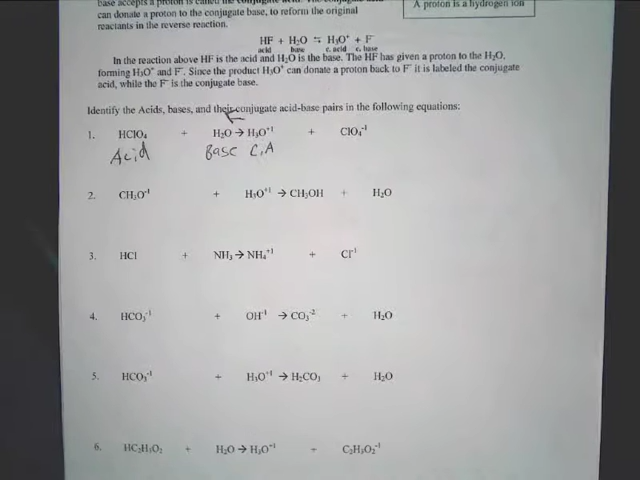 base accepts a proton is called the conjugate acid. The conjugate acid
can donate a proton to the conjugate base, to reform the original
reactants in the reverse reaction.
A proton is a hydrogen ion
HF + H₂O ⇆ H₃O⁺ + F⁻
acid base c. acid c. base
In the reaction above HF is the acid and H₂O is the base. The HF has given a proton to the H₂O,
forming H₃O⁺ and F⁻. Since the product H₃O⁺ can donate a proton back to F⁻ it is labeled the conjugate
acid, while the F⁻ is the conjugate base.
Identify the Acids, bases, and their conjugate acid-base pairs in the following equations:
1. HClO₄ + H₂O → H₃O⁺¹ + ClO₄⁻¹
Acid Base C.A
2. CH₃O⁻¹ + H₃O⁺¹ → CH₃OH + H₂O
3. HCl + NH₃ → NH₄⁺¹ + Cl⁻¹
4. HCO₃⁻¹ + OH⁻¹ → CO₃⁻² + H₂O
5. HCO₃⁻¹ + H₃O⁺¹ → H₂CO₃ + H₂O
6. HC₂H₃O₂ + H₂O → H₃O⁺¹ + C₂H₃O₂⁻¹